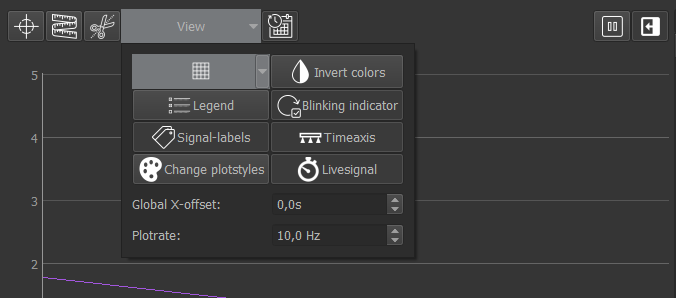 View
5
4
3
2
Invert colors
Legend
Blinking indicator
Signal-labels
Timeaxis
Change plotstyles
Livesignal
Global X-offset: 0,0s
Plotrate: 10,0 Hz